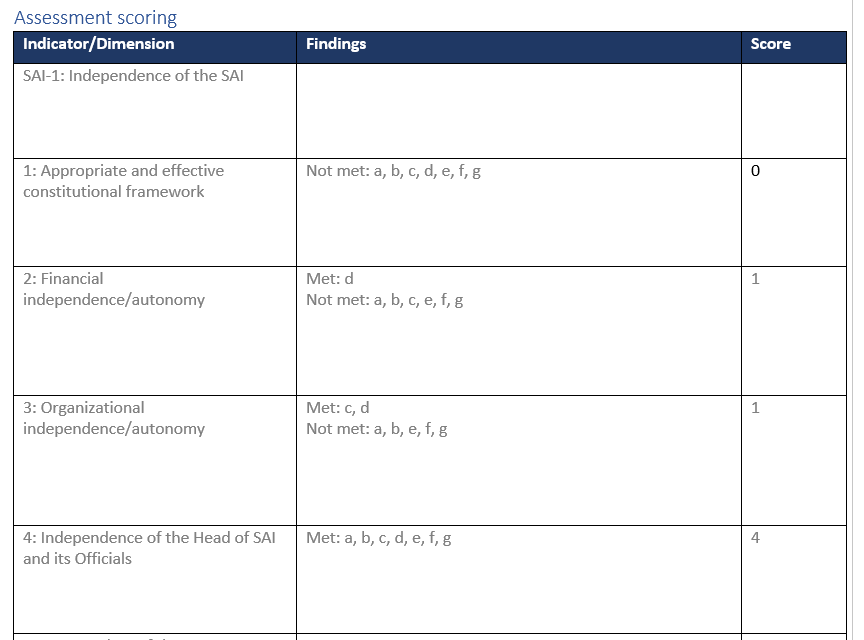 Assessment scoring
Indicator/Dimension Findings Score
SAI-1: Independence of the SAI
1: Appropriate and effective
constitutional framework
Not met: a, b, c, d, e, f, g
0
2: Financial
independence/autonomy
Met: d
Not met: a, b, c, e, f, g
1
3: Organizational
independence/autonomy
Met: c, d
Not met: a, b, e, f, g
1
4: Independence of the Head of SAI
and its Officials
Met: a, b, c, d, e, f, g
4